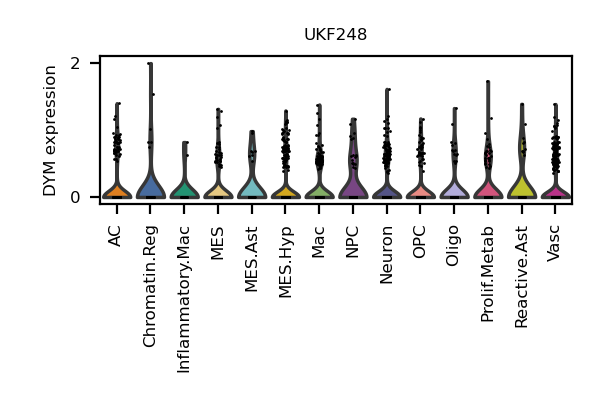 UKF248
DYM expression
2
0
AC
Chromatin.Reg
Inflammatory.Mac
MES
MES.Ast
MES.Hyp
Mac
NPC
Neuron
OPC
Oligo
Prolif.Metab
Reactive.Ast
Vasc